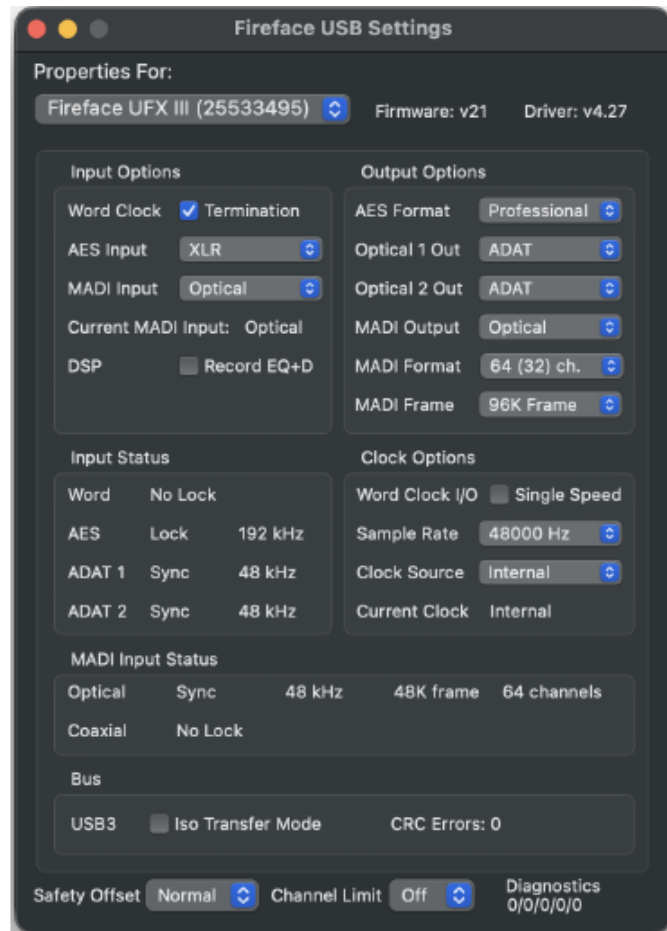 Fireface USB Settings
Properties For:
Fireface UFX III (25533495) Firmware: v21 Driver: v4.27
Input Options
Word Clock Termination
AES Input XLR
MADI Input Optical
Current MADI Input: Optical
DSP Record EQ+D
Output Options
AES Format Professional
Optical 1 Out ADAT
Optical 2 Out ADAT
MADI Output Optical
MADI Format 64 (32) ch.
MADI Frame 96K Frame
Input Status
Word No Lock
AES Lock 192 kHz
ADAT 1 Sync 48 kHz
ADAT 2 Sync 48 kHz
Clock Options
Word Clock I/O Single Speed
Sample Rate 48000 Hz
Clock Source Internal
Current Clock Internal
MADI Input Status
Optical Sync 48 kHz 48K frame 64 channels
Coaxial No Lock
Bus
USB3 Iso Transfer Mode CRC Errors: 0
Safety Offset Normal Channel Limit Off Diagnostics
0/0/0/0/0